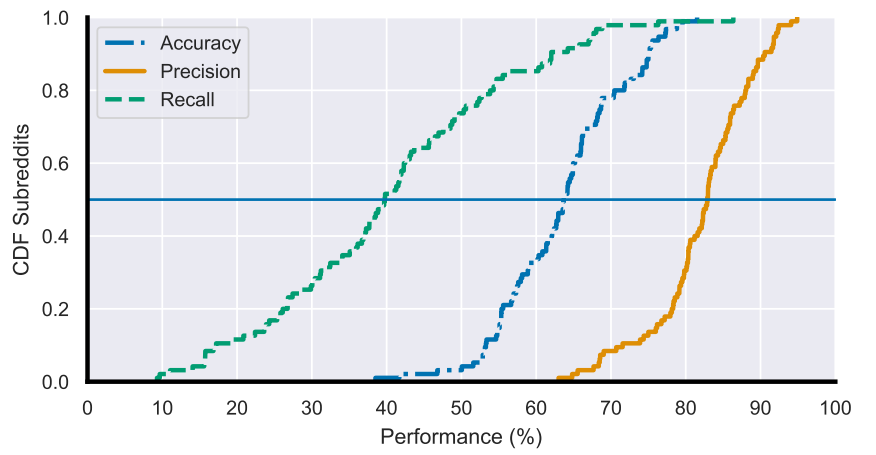 1.0
0.8
0.6
0.4
0.2
0.0
CDF Subreddits
Accuracy
Precision
Recall
0 10 20 30 40 50 60 70 80 90 100
Performance (%)